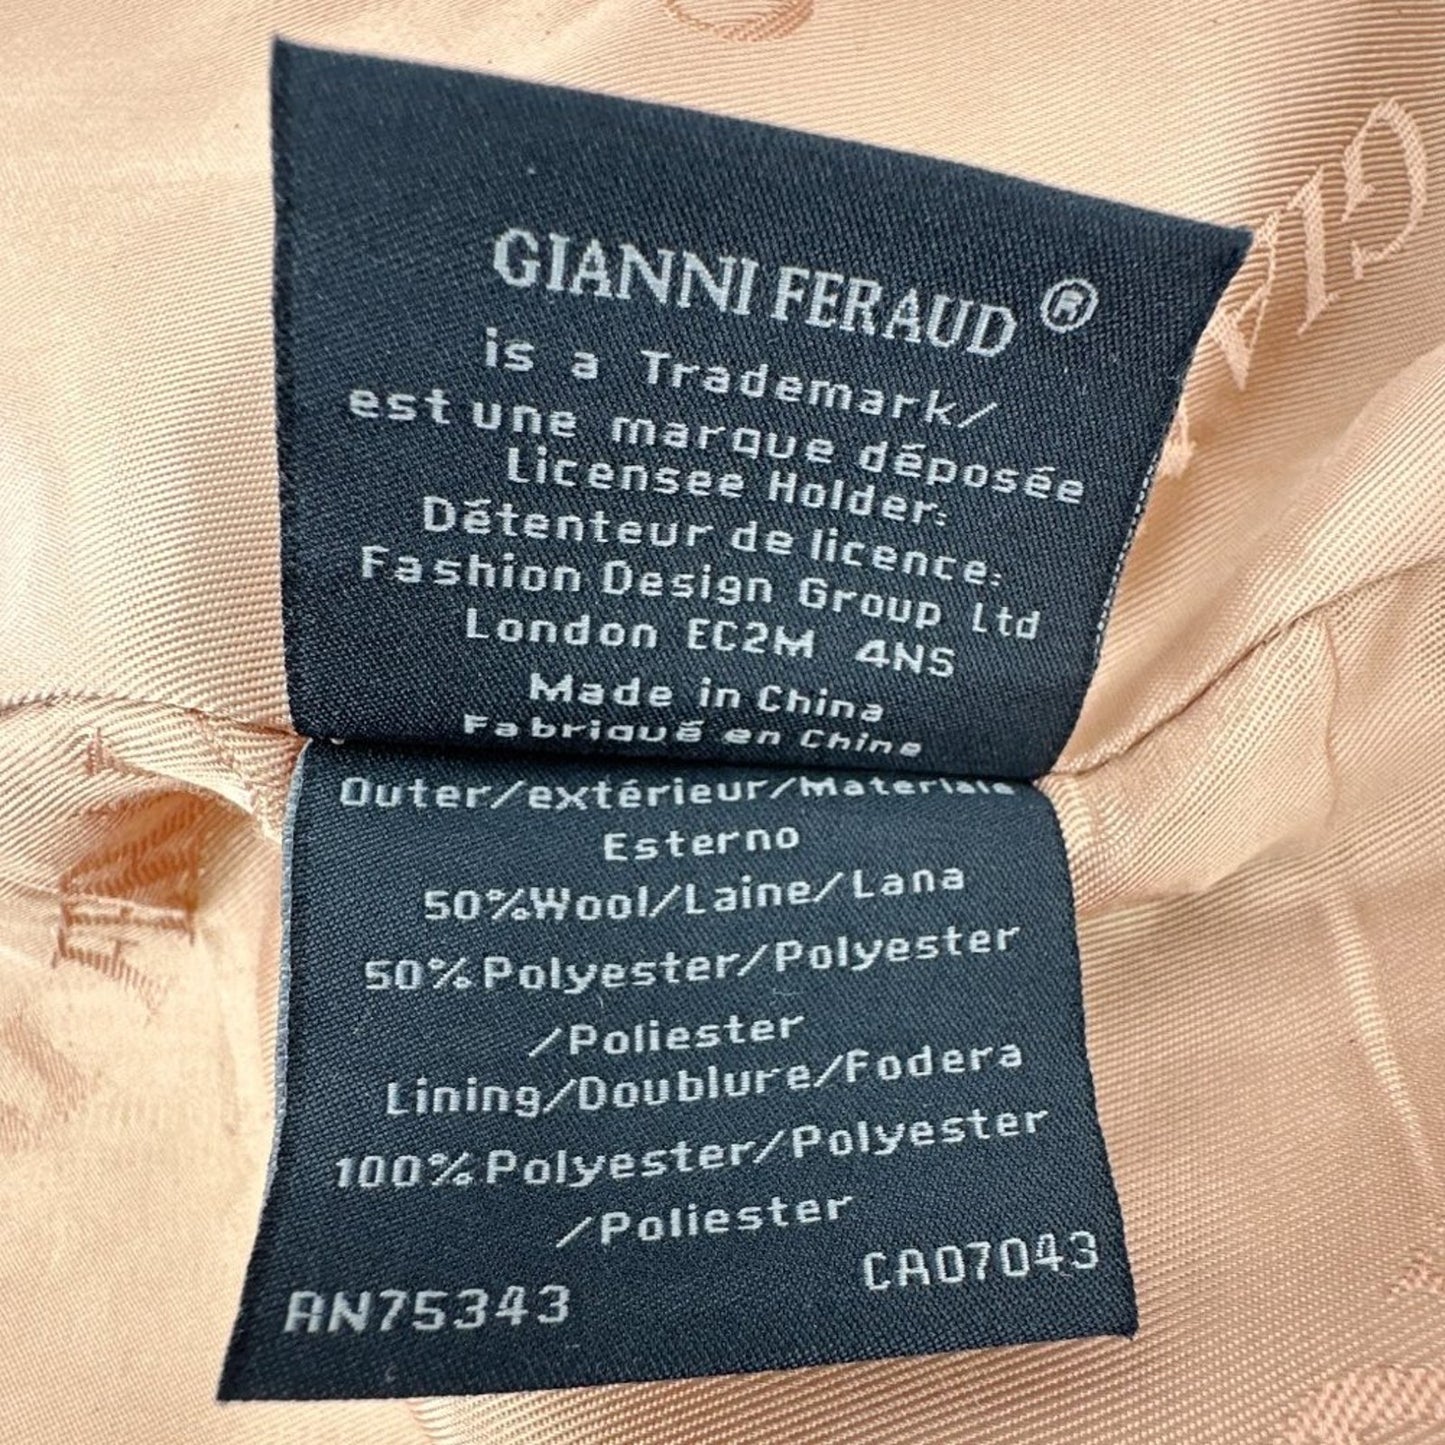 GIANNI FERAUD ®
is a Trademark/
est une marque déposée
Licensee Holder:
Détenteur de licence:
Fashion Design Group Ltd
London EC2M 4NS
Made in China
Fabriqué en Chine
Outer/extérieur/Materiale
Esterno
50%Wool/Laine/Lana
50%Polyester/Polyester
/Poliester
Lining/Doublure/Fodera
100%Polyester/Polyester
/Poliester
AN75343 CA07043
GIA